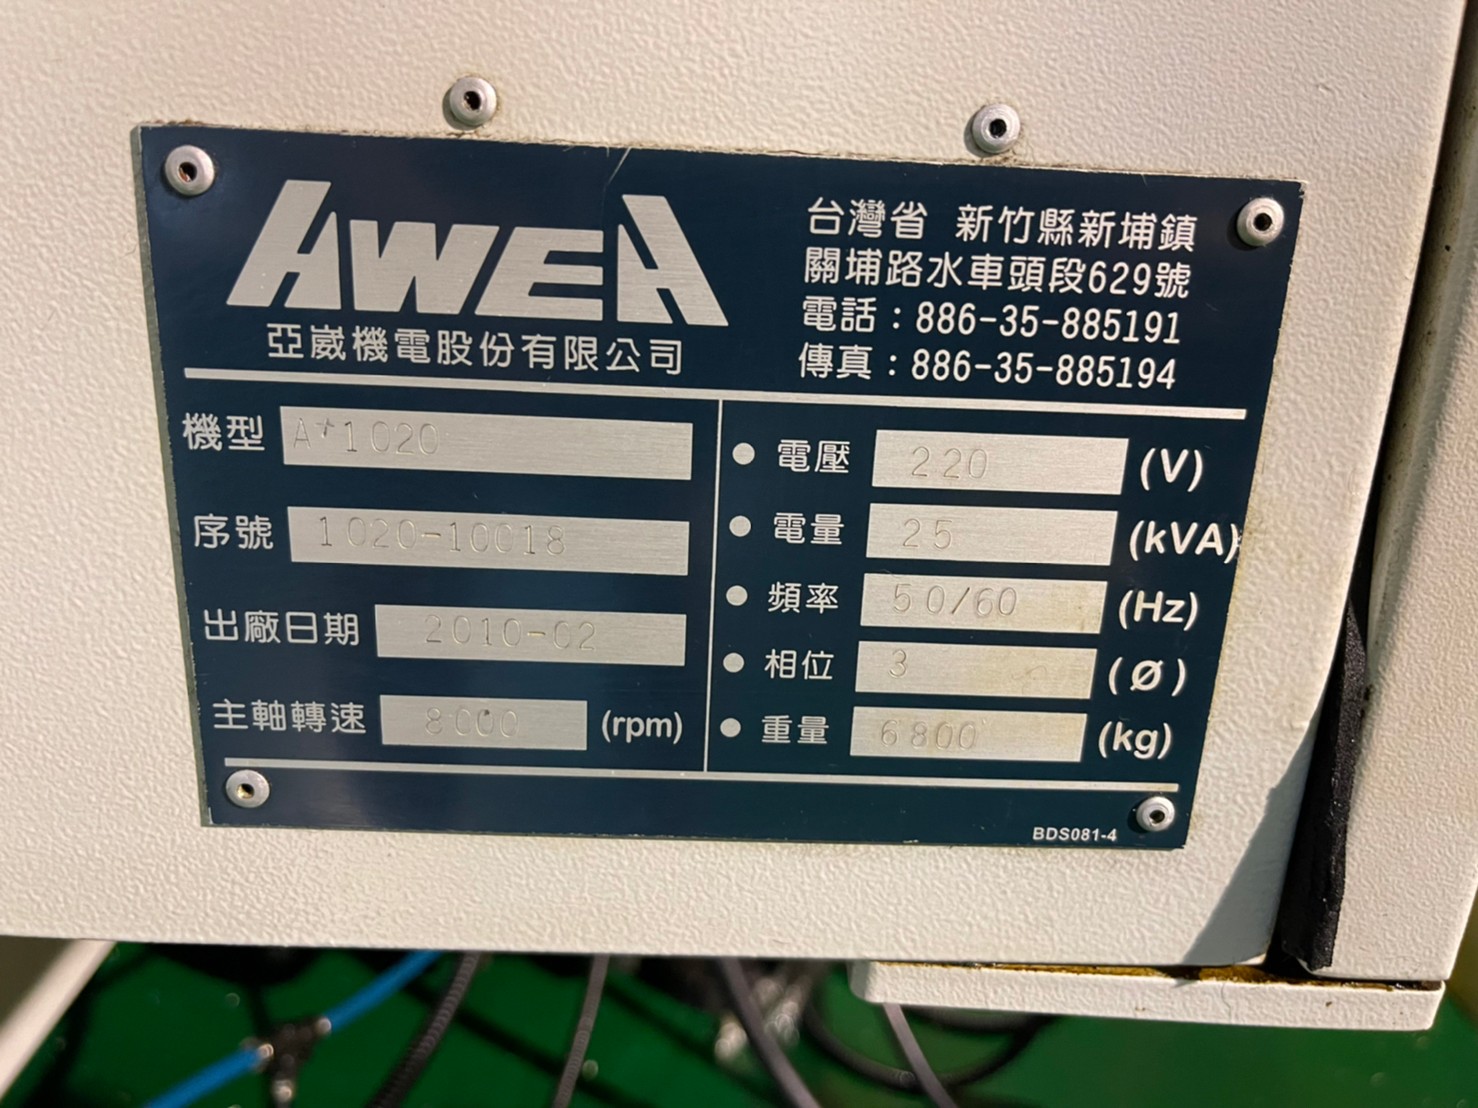 AWEA
亞崴機電股份有限公司
台灣省 新竹縣新埔鎮
關埔路水車頭段629號
電話：886-35-885191
傳真：886-35-885194
機型 A+1020
序號 1020-10018
出廠日期 2010-02
主軸轉速 8000 (rpm)
● 電壓 220 (V)
● 電量 25 (kVA)
● 頻率 50/60 (Hz)
● 相位 3 (Ø)
● 重量 6800 (kg)
BDS081-4